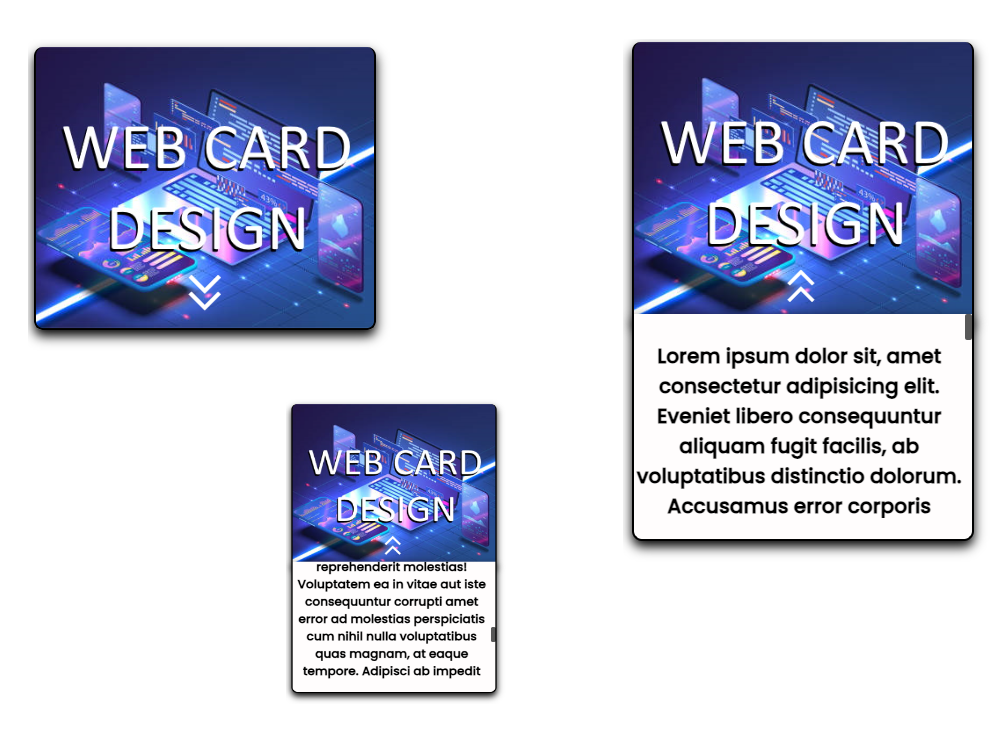 WEB CARD
DESIGN
43%
WEB CARD
DESIGN
43%
Lorem ipsum dolor sit, amet
consectetur adipisicing elit.
Eveniet libero consequuntur
aliquam fugit facilis, ab
voluptatibus distinctio dolorum.
Accusamus error corporis
WEB CARD
DESIGN
reprehenderit molestias!
Voluptatem ea in vitae aut iste
consequuntur corrupti amet
error ad molestias perspiciatis
cum nihil nulla voluptatibus
quas magnam, at eaque
tempore. Adipisci ab impedit